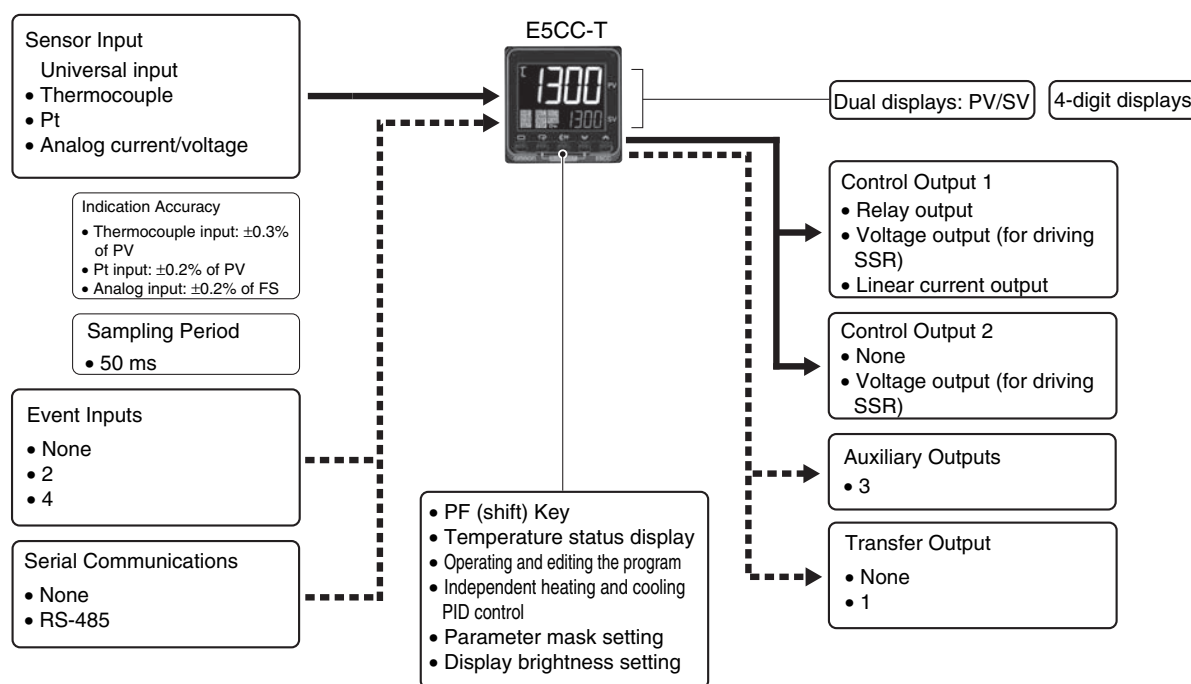 E5CC-T
Sensor Input
Universal input
• Thermocouple
• Pt
• Analog current/voltage
Indication Accuracy
• Thermocouple input: ±0.3%
of PV
• Pt input: ±0.2% of PV
• Analog input: ±0.2% of FS
Sampling Period
• 50 ms
Event Inputs
• None
• 2
• 4
Serial Communications
• None
• RS-485
1300
PV
1300
SV
• PF (shift) Key
• Temperature status display
• Operating and editing the program
• Independent heating and cooling
PID control
• Parameter mask setting
• Display brightness setting
Dual displays: PV/SV
4-digit displays
Control Output 1
• Relay output
• Voltage output (for driving
SSR)
• Linear current output
Control Output 2
• None
• Voltage output (for driving
SSR)
Auxiliary Outputs
• 3
Transfer Output
• None
• 1